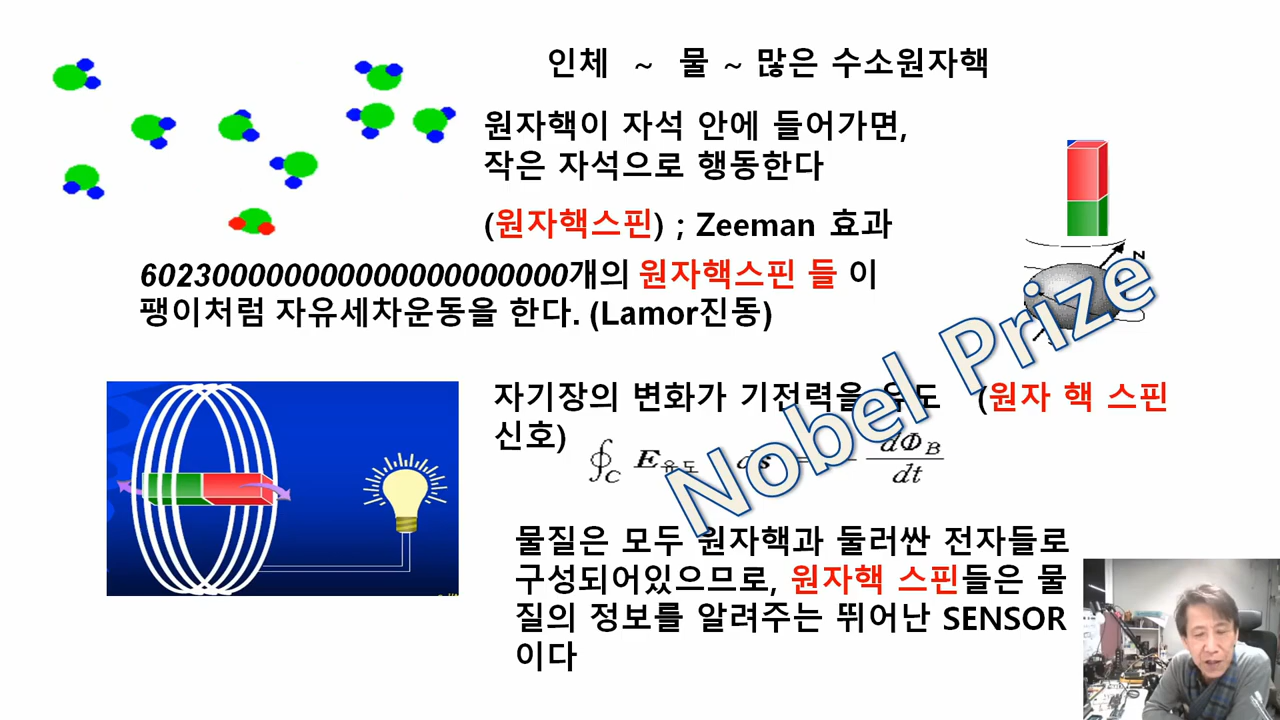 인체 ~ 물 ~ 많은 수소원자핵
원자핵이 자석 안에 들어가면,
작은 자석으로 행동한다
(원자핵스핀) ; Zeeman 효과
602300000000000000000000개의 원자핵스핀 들 이
팽이처럼 자유세차운동을 한다. (Lamor진동)
N
Nobel Prize
자기장의 변화가 기전력을 유도 (원자 핵 스핀
신호)
∮_C E_유도 ds = dΦ_B/dt
물질은 모두 원자핵과 둘러싼 전자들로
구성되어있으므로, 원자핵 스핀들은 물
질의 정보를 알려주는 뛰어난 SENSOR
이다